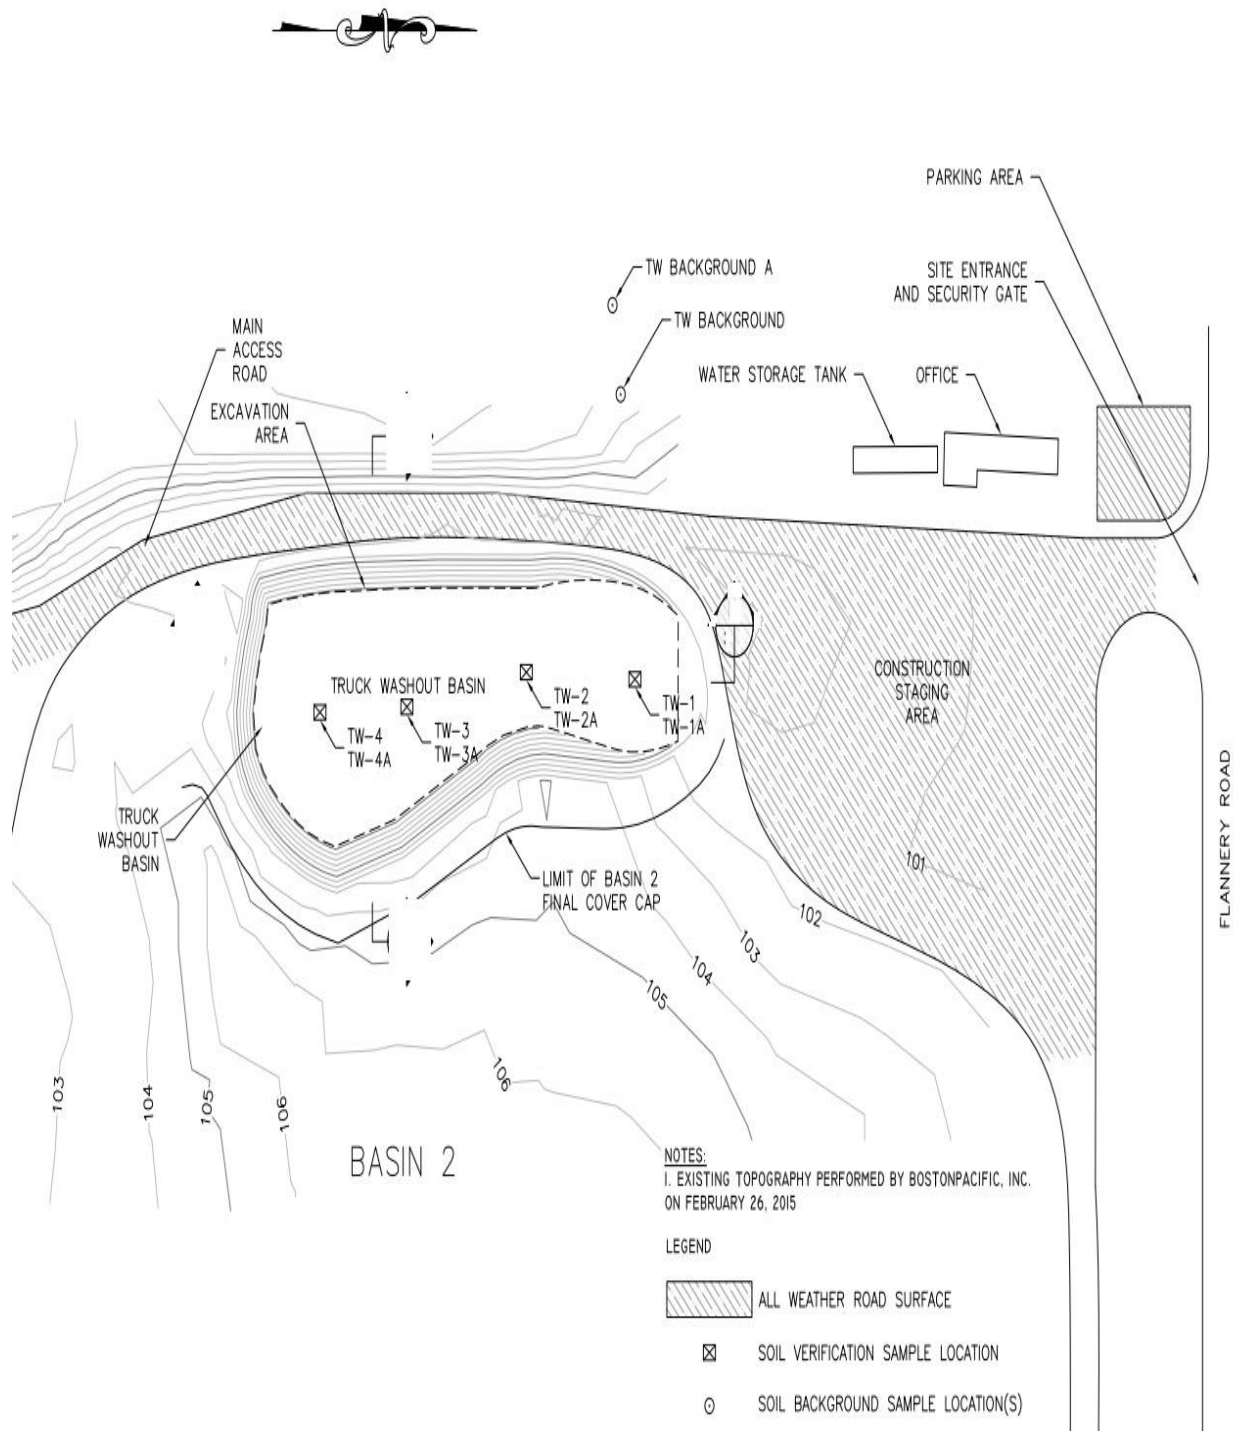 PARKING AREA
SITE ENTRANCE
AND SECURITY GATE
TW BACKGROUND A
TW BACKGROUND
MAIN
ACCESS
ROAD
WATER STORAGE TANK
OFFICE
EXCAVATION
AREA
TRUCK WASHOUT BASIN
TW-2
TW-2A
TW-1
TW-1A
TW-4
TW-4A
TW-3
TW-3A
CONSTRUCTION
STAGING
AREA
FLANNERY ROAD
TRUCK
WASHOUT
BASIN
LIMIT OF BASIN 2
FINAL COVER CAP
101
102
103
104
105
106
103
104
105
106
BASIN 2
NOTES:
1. EXISTING TOPOGRAPHY PERFORMED BY BOSTONPACIFIC, INC.
ON FEBRUARY 26, 2015
LEGEND
ALL WEATHER ROAD SURFACE
SOIL VERIFICATION SAMPLE LOCATION
SOIL BACKGROUND SAMPLE LOCATION(S)